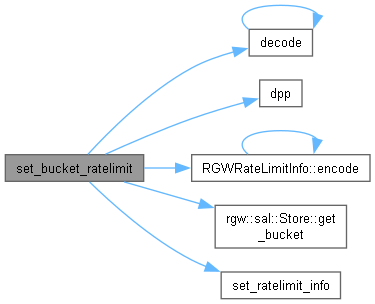 decode
dpp
set_bucket_ratelimit
RGWRateLimitInfo::encode
rgw::sal::Store::get
_bucket
set_ratelimit_info